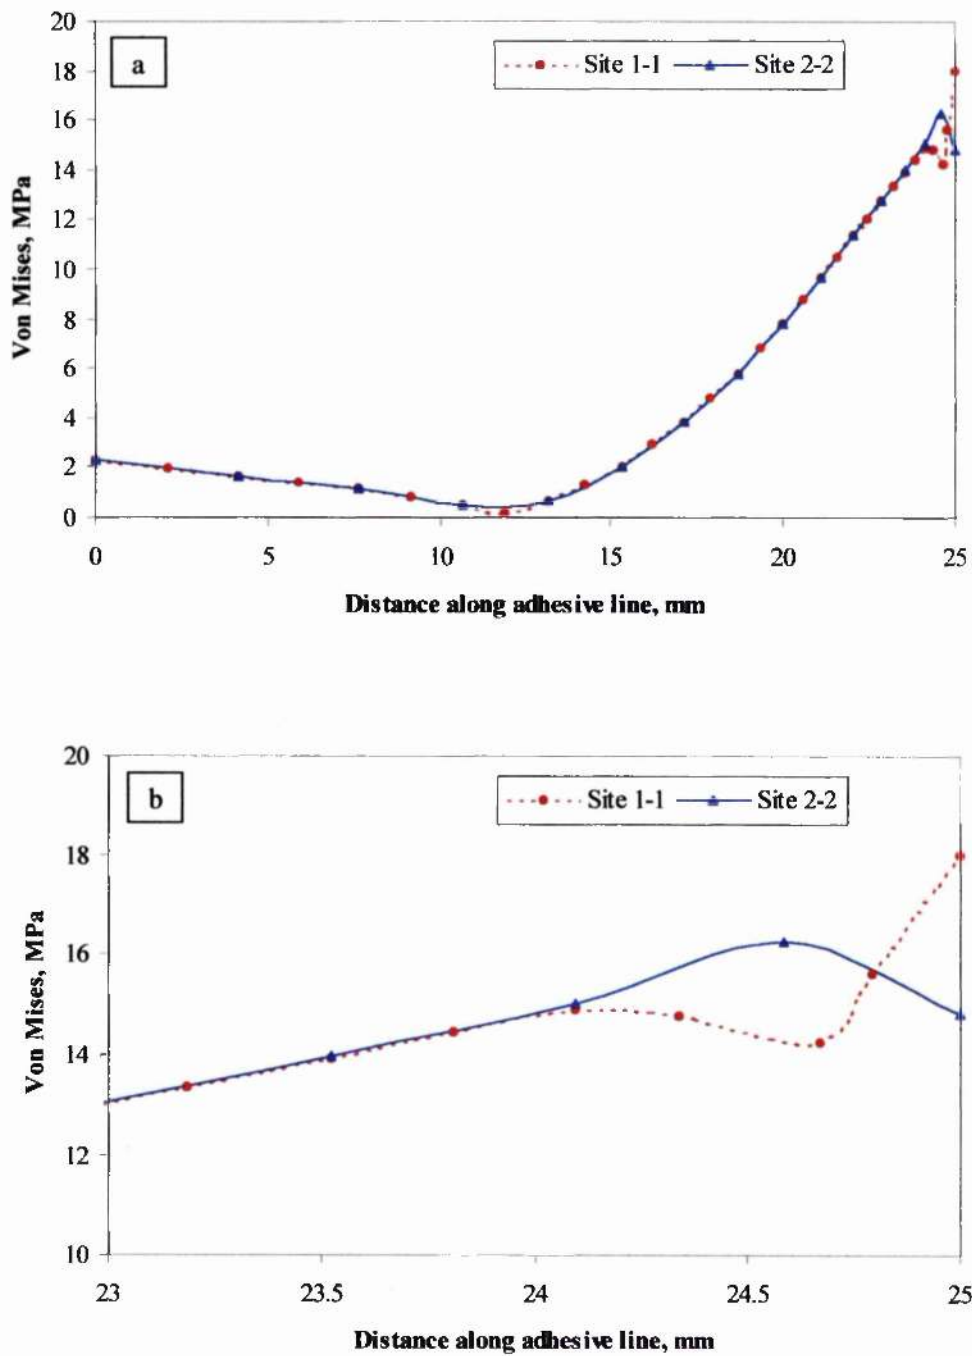 20
a
Site 1-1 Site 2-2
18
16
14
12
10
8
6
4
2
0
Von Mises, MPa
0 5 10 15 20 25
Distance along adhesive line, mm
20
b
Site 1-1 Site 2-2
18
16
14
12
10
Von Mises, MPa
23 23.5 24 24.5 25
Distance along adhesive line, mm